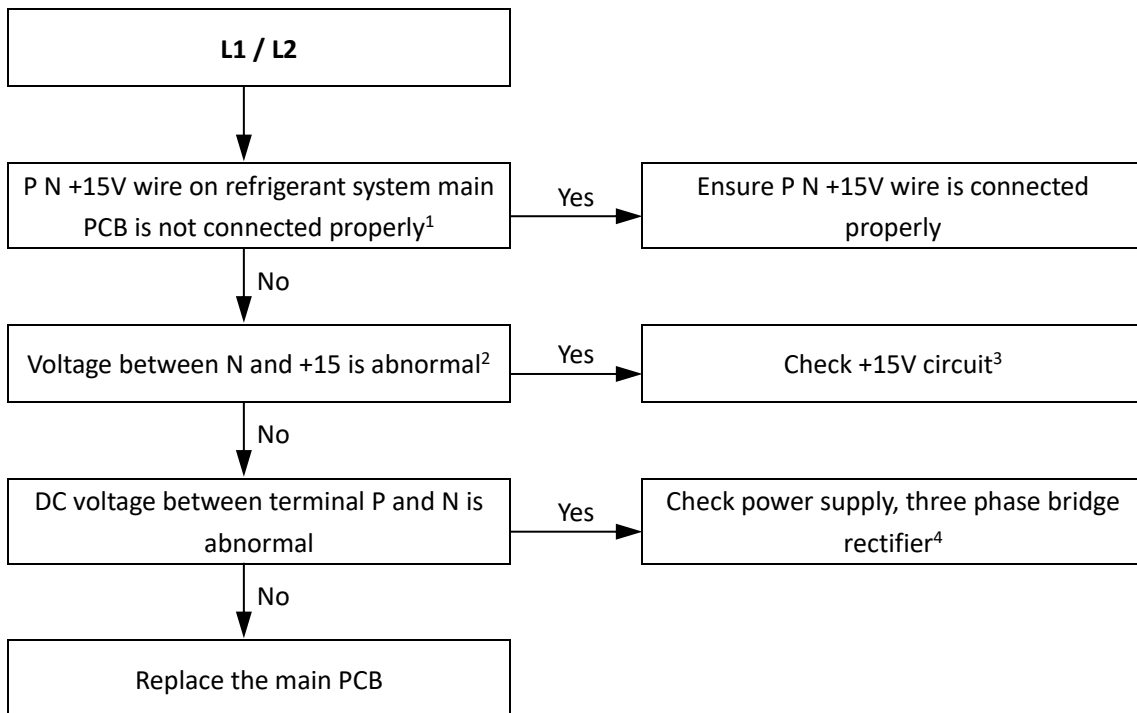 L1 / L2
P N +15V wire on refrigerant system main
PCB is not connected properly1
Yes
Ensure P N +15V wire is connected
properly
No
Voltage between N and +15 is abnormal2
Yes
Check +15V circuit3
No
DC voltage between terminal P and N is
abnormal
Yes
Check power supply, three phase bridge
rectifier4
No
Replace the main PCB